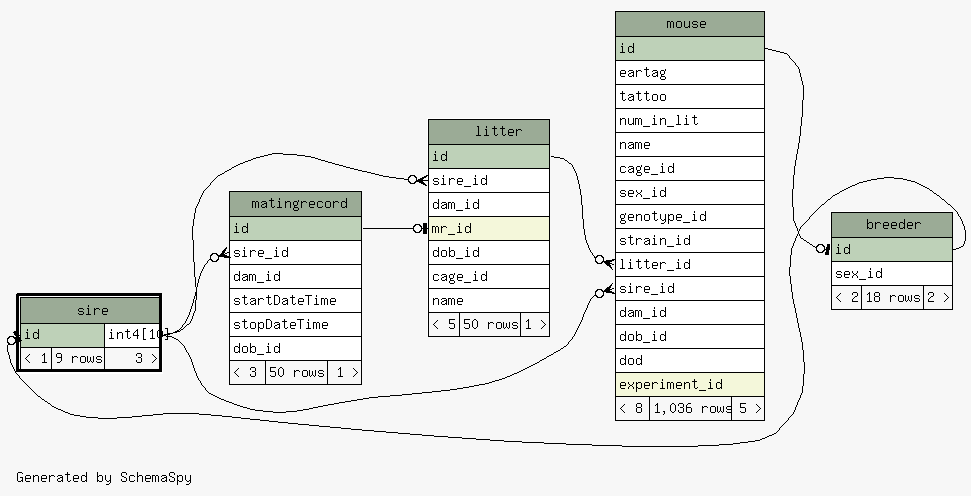 mouse
id
eartag
tattoo
num_in_lit
name
cage_id
sex_id
genotype_id
strain_id
litter_id
sire_id
dam_id
dob_id
dod
experiment_id
< 8 1,036 rows 5 >
litter
id
sire_id
dam_id
mr_id
dob_id
cage_id
name
< 5 50 rows 1 >
matingrecord
id
sire_id
dam_id
startDateTime
stopDateTime
dob_id
< 3 50 rows 1 >
breeder
id
sex_id
< 2 18 rows 2 >
sire
id int4[10]
< 1 9 rows 3 >
Generated by SchemaSpy